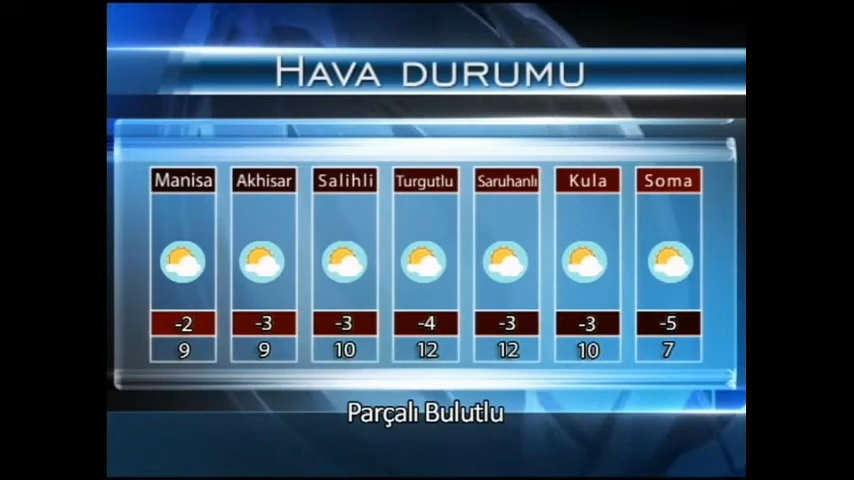 HAVA DURUMU
Manisa Akhisar Salihli Turgutlu Saruhanlı Kula Soma
-2 -3 -3 -4 -3 -3 -5
9 9 10 12 12 10 7
Parçalı Bulutlu